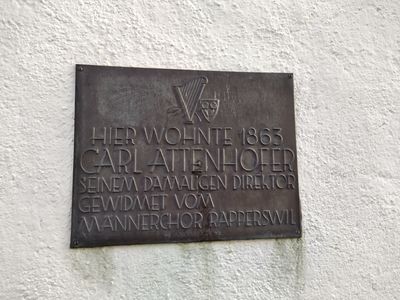 HIER WOHNTE 1863
CARL ATTENHOFER
SEINEM DAMALIGEN DIREKTOR
GEWIDMET VOM
MÄNNERCHOR RAPPERSWIL